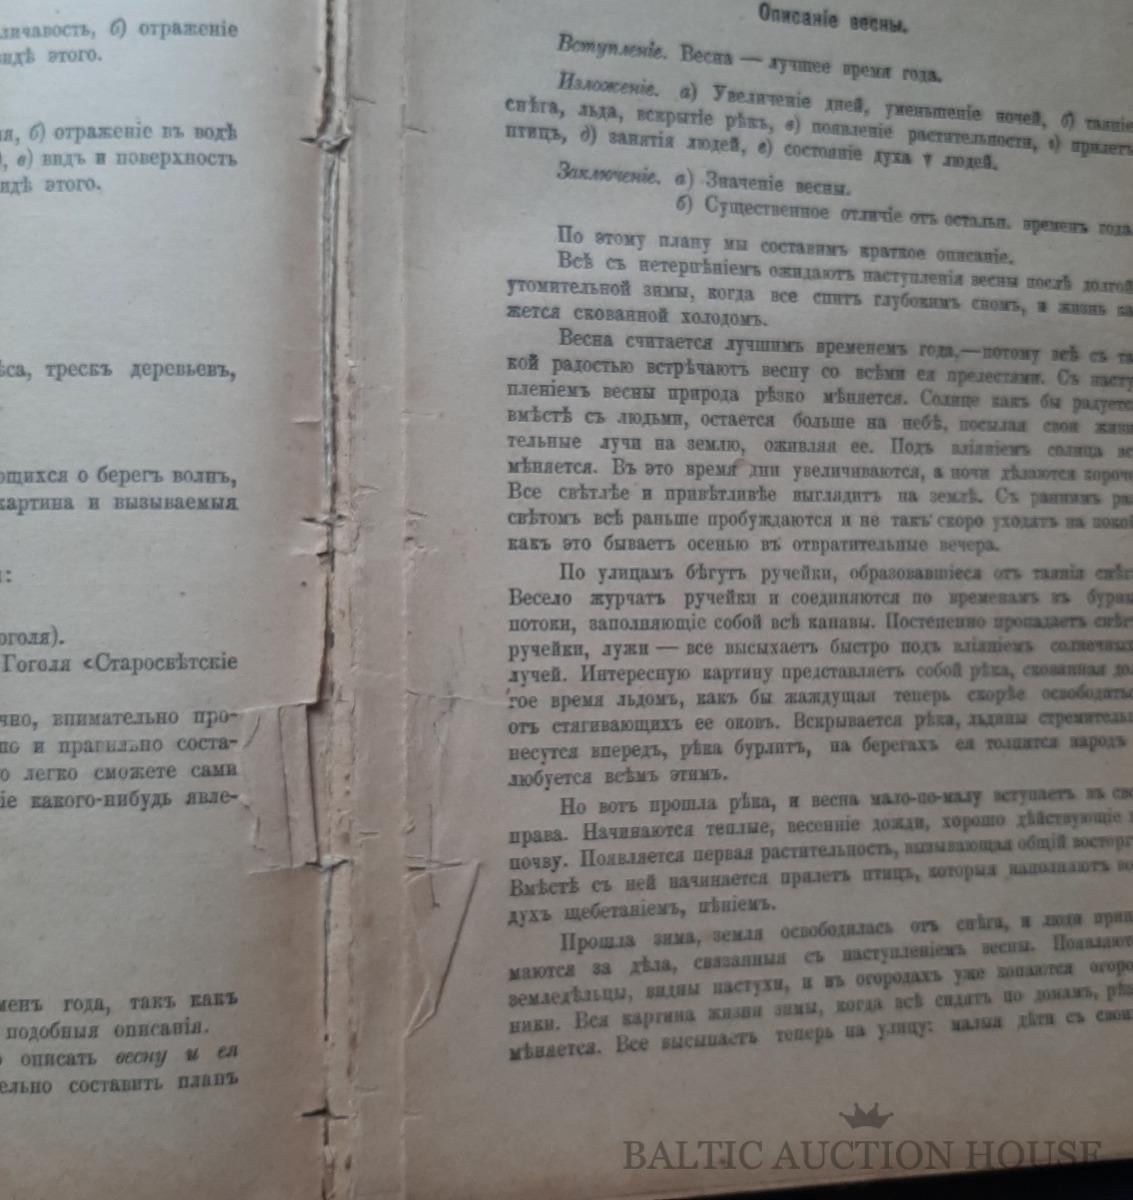 личавость, б) отраженіе
видѣ этого.
я, б) отраженіе въ водѣ
, в) видъ и поверхность
видѣ этого.
ѣса, трескъ деревьевъ,
ющихся о берегъ волнъ,
картина и вызываемыя
и:
оголя).
Гоголя «Старосвѣтскіе
чно, внимательно про-
но и правильно соста-
о легко сможете сами
іе какого-нибудь явле-
менъ года, такъ какъ
подобныя описанія.
о описать весну и ея
ельно составить планъ
Описаніе весны.
Вступленіе. Весна — лучшее время года.
Изложеніе. а) Увеличеніе дней, уменьшеніе ночей, б) таяніе
снѣга, льда, вскрытіе рѣкъ, в) появленіе растительности, г) прилетъ
птицъ, д) занятія людей, е) состояніе духа у людей.
Заключеніе. а) Значеніе весны.
б) Существенное отличіе отъ остальн. временъ года.
По этому плану мы составимъ краткое описаніе.
Всѣ съ нетерпѣніемъ ожидаютъ наступленія весны послѣ долгой,
утомительной зимы, когда все спитъ глубокимъ сномъ, и жизнь ка
жется скованной холодомъ.
Весна считается лучшимъ временемъ года,—потому всѣ съ та
кой радостью встрѣчаютъ весну со всѣми ея прелестями. Съ насту
пленіемъ весны природа рѣзко мѣняется. Солнце какъ бы радуетс
вмѣстѣ съ людьми, остается больше на небѣ, посылая свои живи
тельные лучи на землю, оживляя ее. Подъ вліяніемъ солнца вс
мѣняется. Въ это время дни увеличиваются, а ночи дѣлаются короче
Все свѣтлѣе и привѣтливѣе выглядитъ на землѣ. Съ раннимъ раз
свѣтомъ всѣ раньше пробуждаются и не такъ скоро уходятъ на покой
какъ это бываетъ осенью въ отвратительные вечера.
По улицамъ бѣгутъ ручейки, образовавшіеся отъ таянія снѣга
Весело журчатъ ручейки и соединяются по временамъ въ бурны
потоки, заполняющіе собой всѣ канавы. Постепенно пропадаетъ снѣгъ
ручейки, лужи — все высыхаетъ быстро подъ вліяніемъ солнечныхъ
лучей. Интересную картину представляетъ собой рѣка, скованная дол
гое время льдомъ, какъ бы жаждущая теперь скорѣе освободитьс
отъ стягивающихъ ее оковъ. Вскрывается рѣка, льдины стремительн
несутся впередъ, рѣка бурлитъ, на берегахъ ея толпится народъ
любуется всѣмъ этимъ.
Но вотъ прошла рѣка, и весна мало-по-малу вступаетъ въ сво
права. Начинаются теплые, весенніе дожди, хорошо дѣйствующіе н
почву. Появляется первая растительность, вызывающая общій восторг
Вмѣстѣ съ ней начинается прилетъ птицъ, которыя наполняютъ во
духъ щебетаніемъ, пѣніемъ.
Прошла зима, земля освободилась отъ снѣга, и люди прини
маются за дѣла, связанныя съ наступленіемъ весны. Появляютс
земледѣльцы, видны пастухи, и въ огородахъ уже копаются огород
ники. Вся картина жизни зимы, когда всѣ сидятъ по домамъ, рѣз
мѣняется. Все высыпаетъ теперь на улицу: малыя дѣти съ свои
BALTIC AUCTION HOUSE